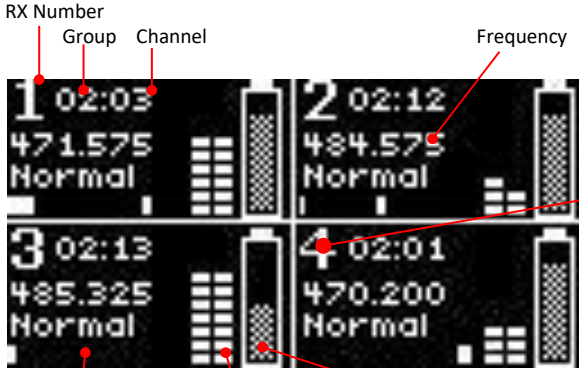 RX Number
Group Channel Frequency
1 02:03
471.575
Normal
2 02:12
484.575
Normal
3 02:13
485.325
Normal
4 02:01
470.200
Normal